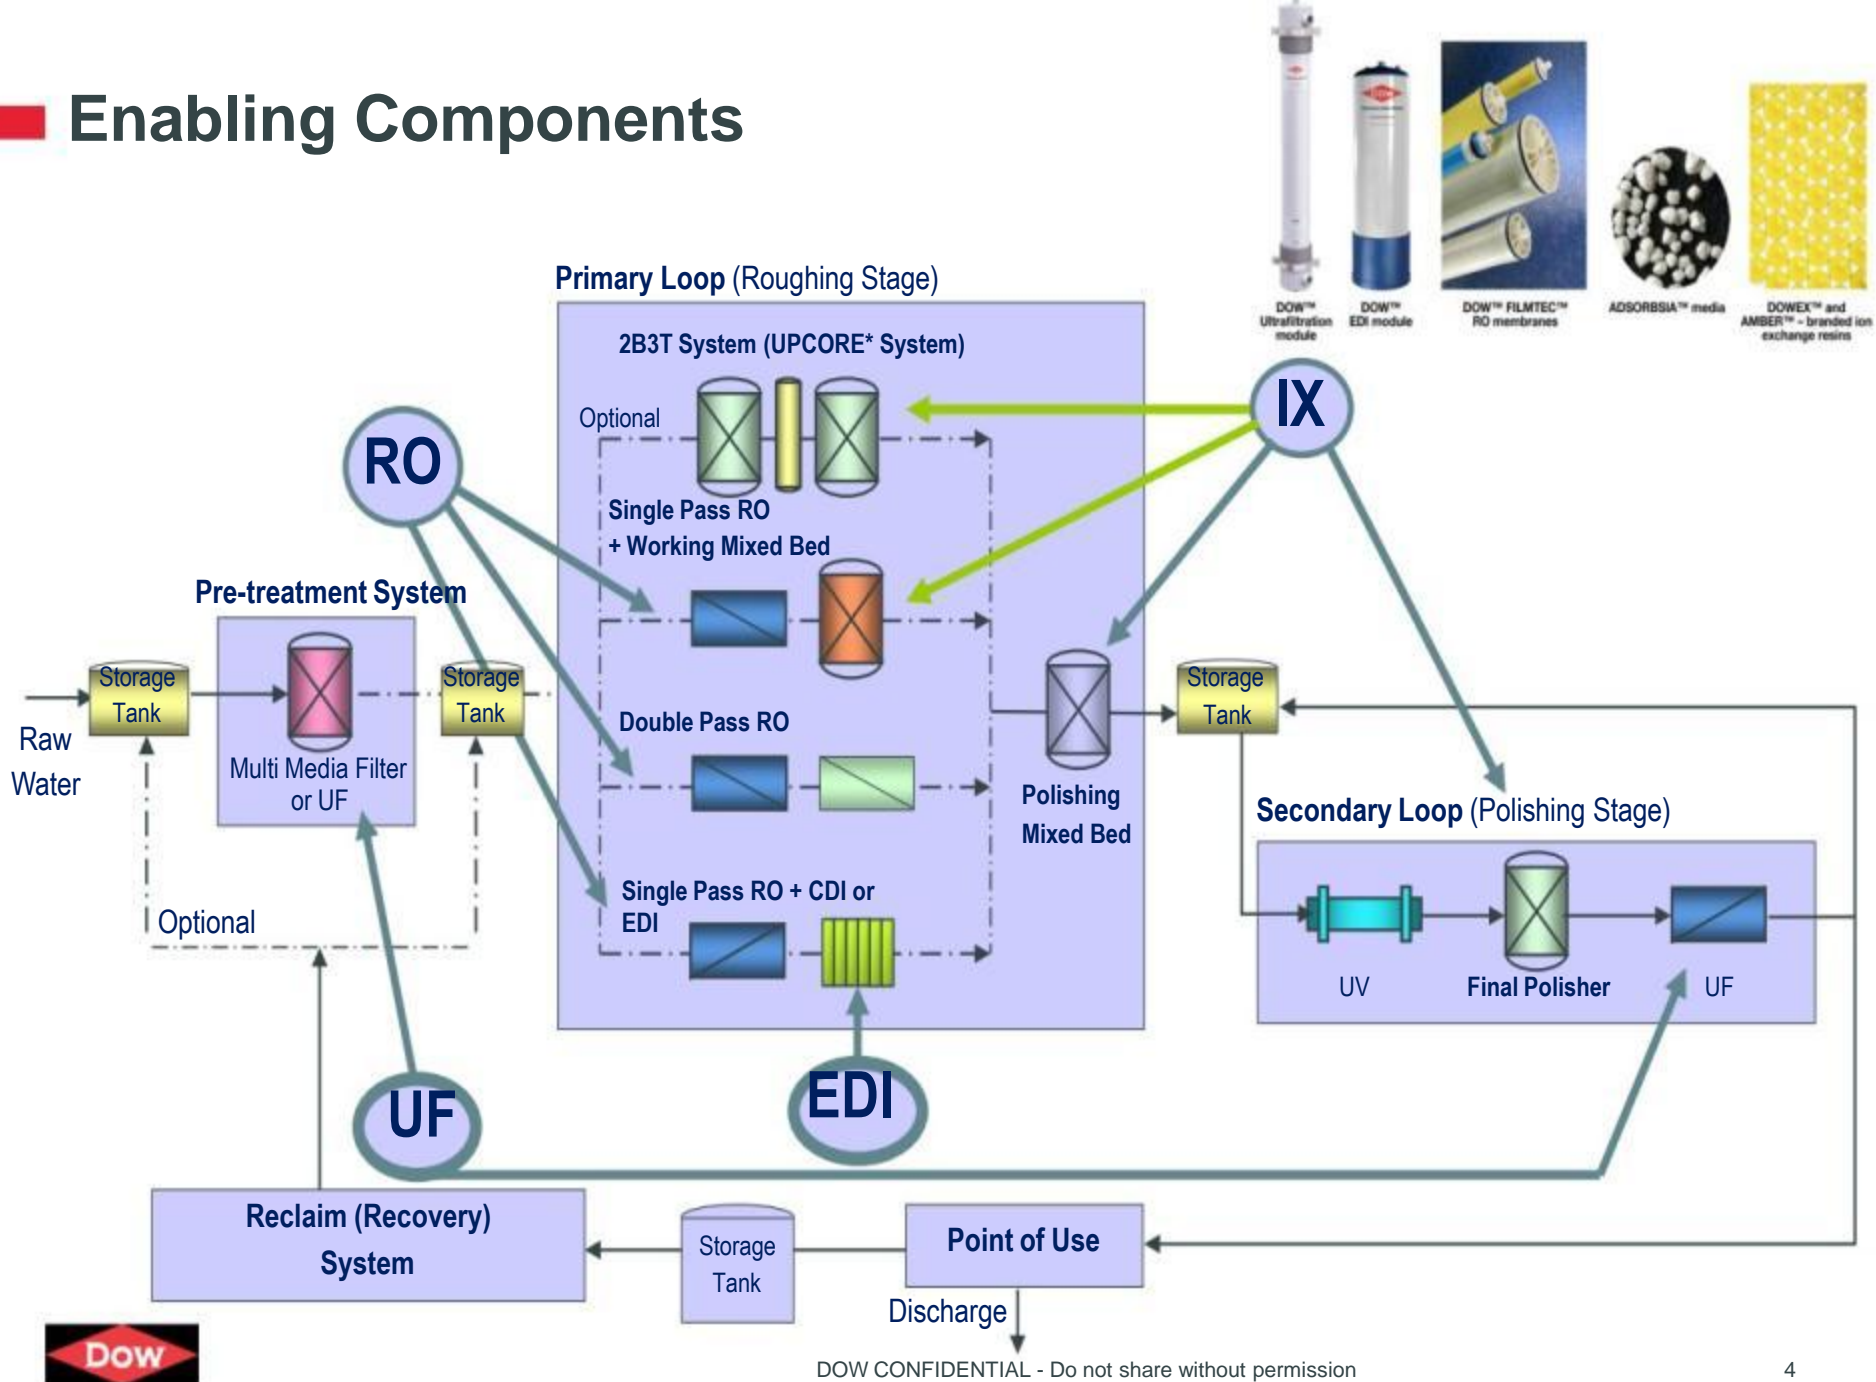 Enabling Components
DOW™
Ultrafiltration
module
DOW™
EDI module
DOW™ FILMTEC™
RO membranes
ADSORBSIA™ media
DOWEX™ and
AMBER™ – branded ion
exchange resins
Primary Loop (Roughing Stage)
2B3T System (UPCORE* System)
Optional
IX
RO
Single Pass RO
+ Working Mixed Bed
Pre-treatment System
Storage
Tank
Storage
Tank
Storage
Tank
Raw
Water
Multi Media Filter
or UF
Double Pass RO
Polishing
Mixed Bed
Secondary Loop (Polishing Stage)
Single Pass RO + CDI or
EDI
Optional
UV
Final Polisher
UF
UF
EDI
Reclaim (Recovery)
System
Storage
Tank
Point of Use
Discharge
Dow
DOW CONFIDENTIAL - Do not share without permission
4